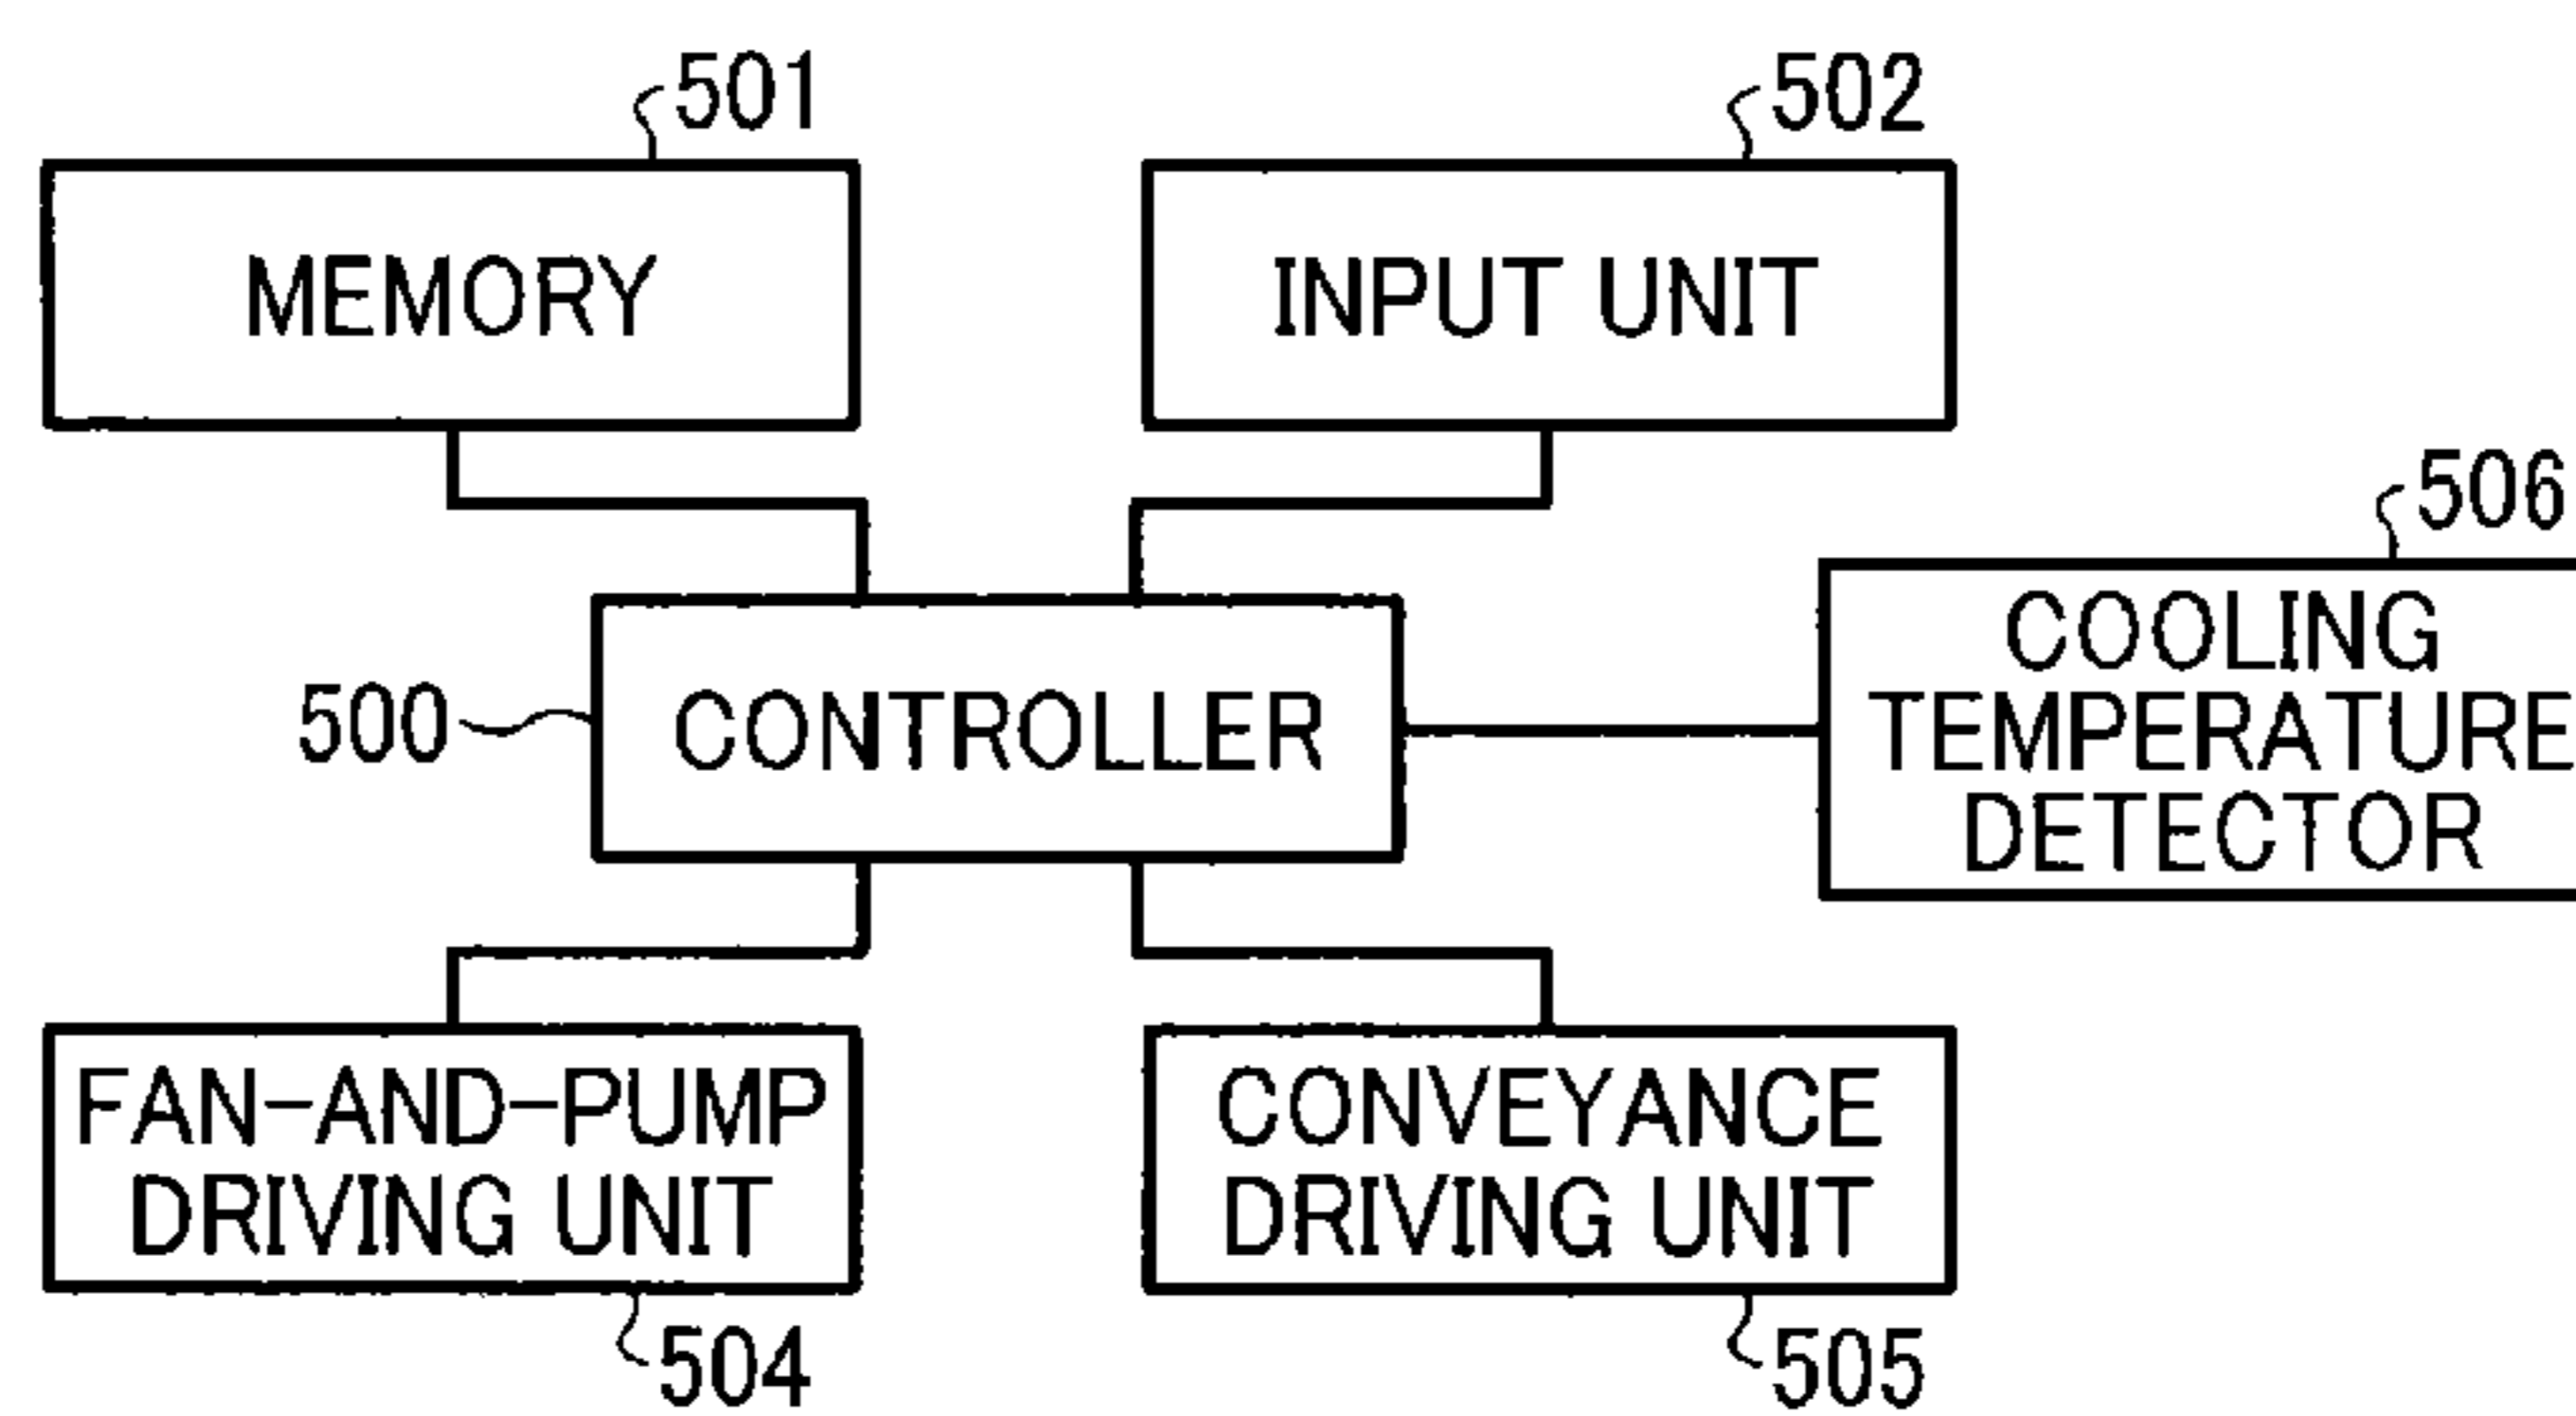 501
502
MEMORY
INPUT UNIT
506
500
CONTROLLER
COOLING
TEMPERATURE
DETECTOR
FAN-AND-PUMP
DRIVING UNIT
CONVEYANCE
DRIVING UNIT
504
505